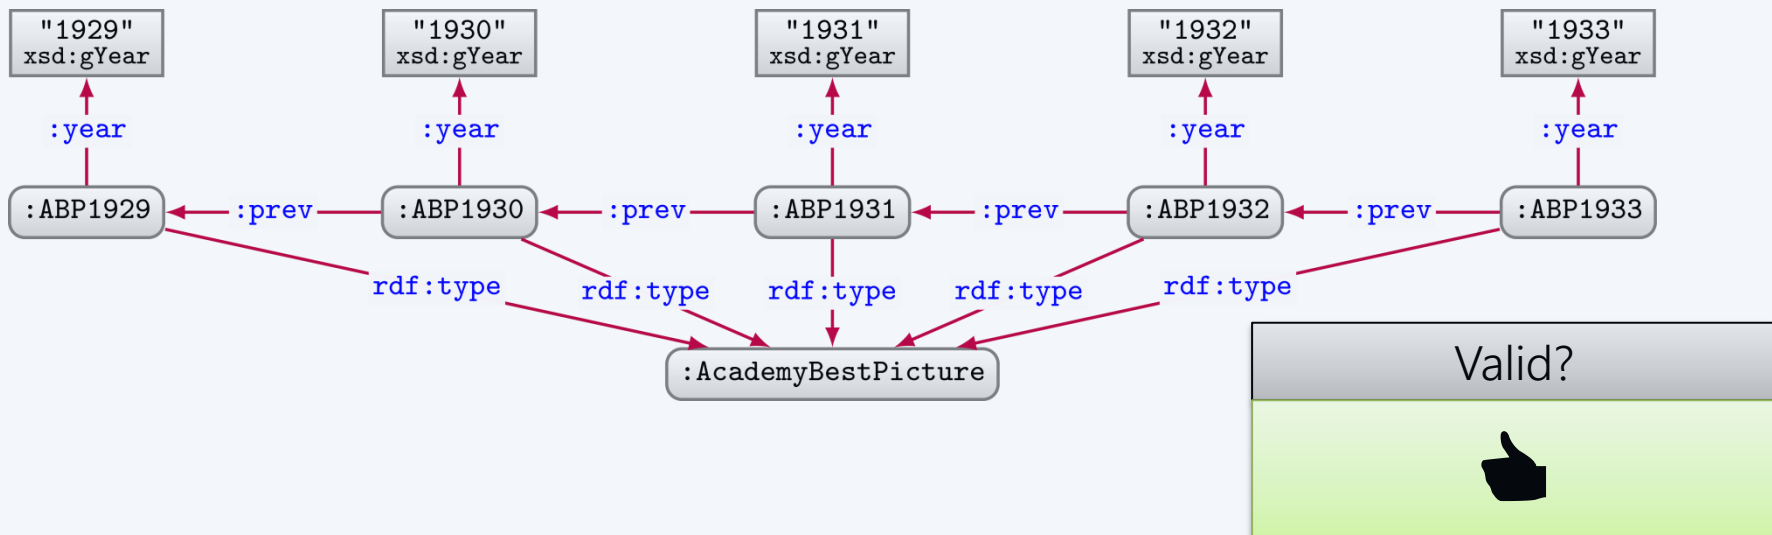 "1929" "1930" "1931" "1932" "1933"
xsd:gYear xsd:gYear xsd:gYear xsd:gYear xsd:gYear
:year :year :year :year :year
:ABP1929 :prev :ABP1930 :prev :ABP1931 :prev :ABP1932 :prev :ABP1933
rdf:type rdf:type rdf:type rdf:type rdf:type
:AcademyBestPicture
Valid?